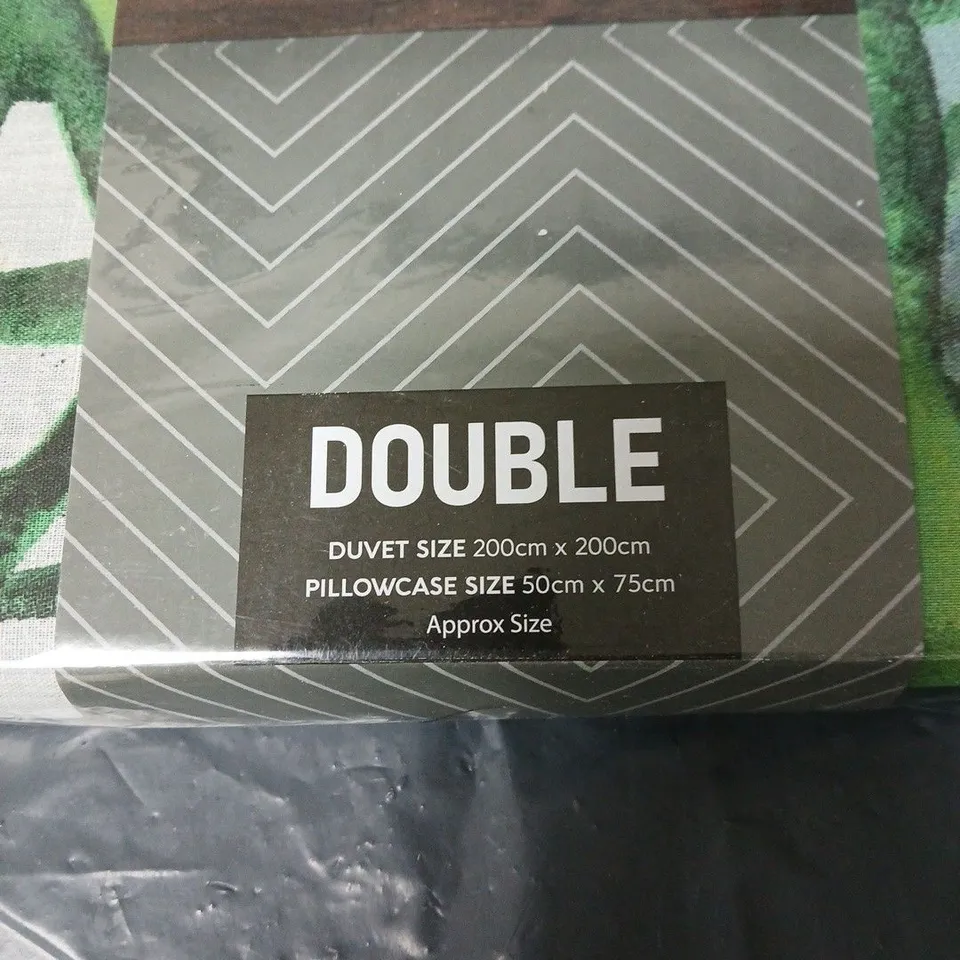 DOUBLE
DUVET SIZE 200cm x 200cm
PILLOWCASE SIZE 50cm x 75cm
Approx Size